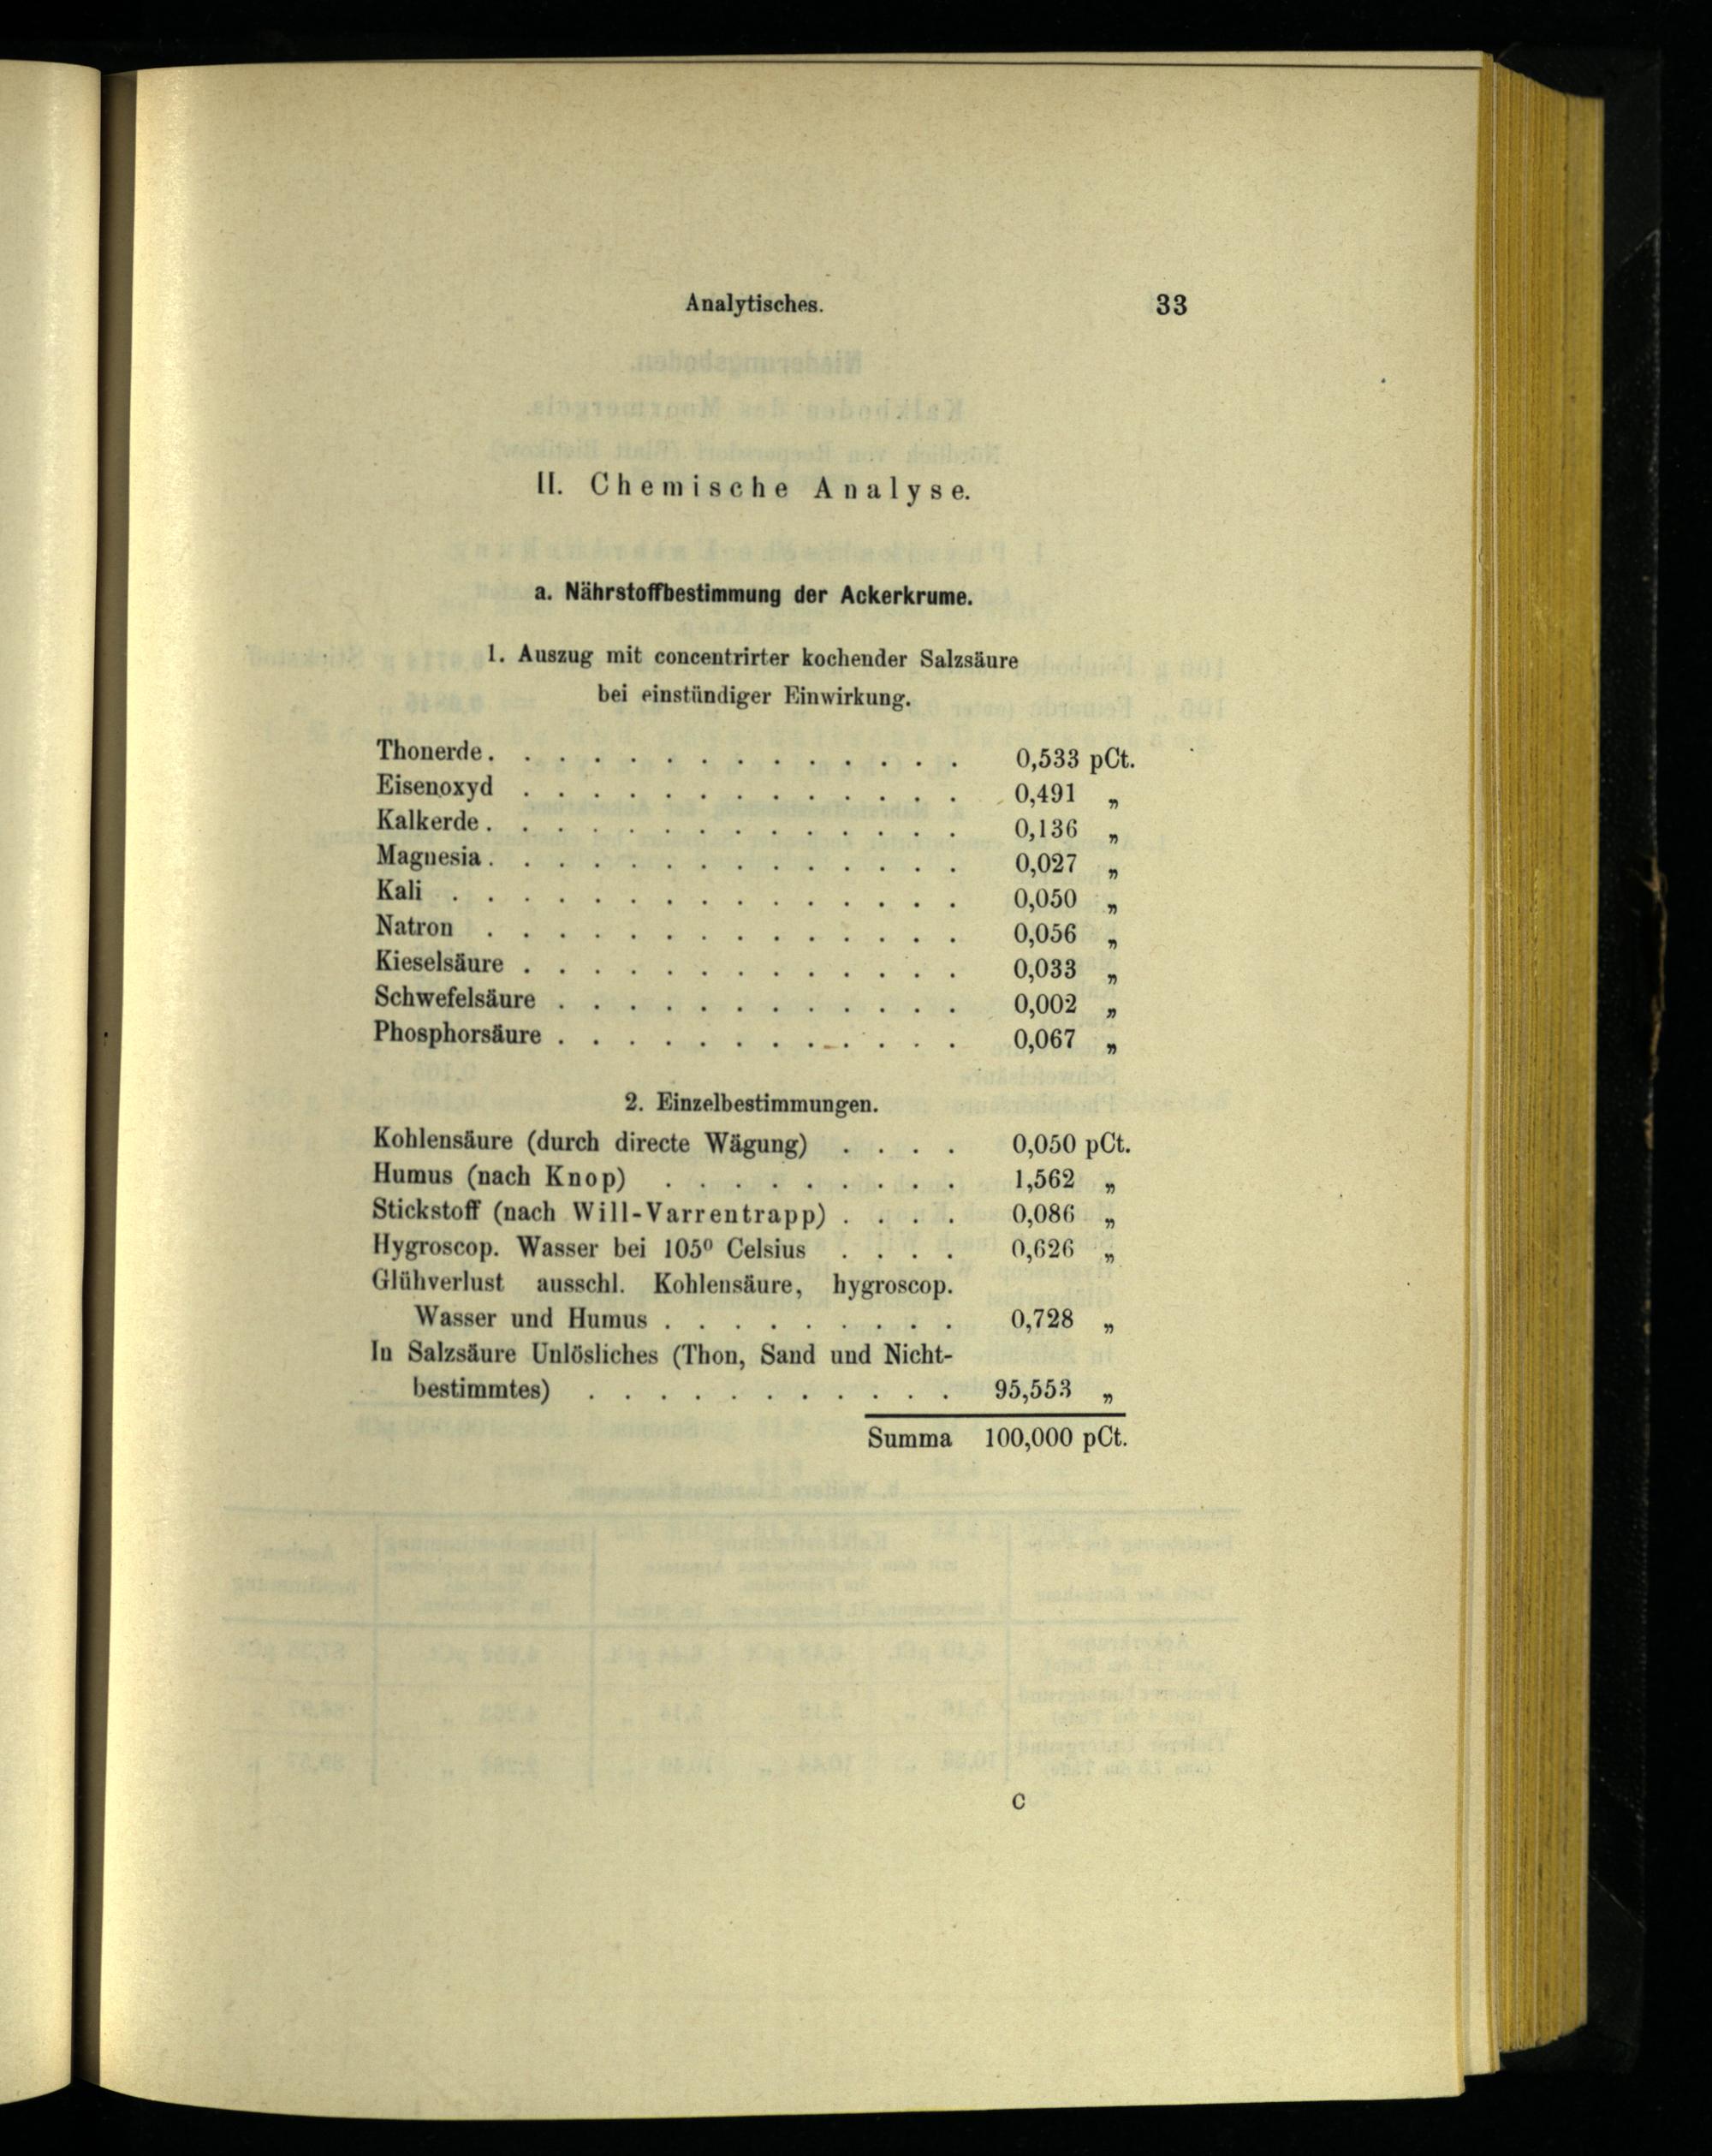 Analytisches. 33
II. Chemische Analyse.
a. Nährstoffbestimmung der Ackerkrume.
1. Auszug mit concentrirter kochender Salzsäure
bei einstündiger Einwirkung.
Thonerde . . . . . . . . . . . . . . 0,533 pCt.
Eisenoxyd . . . . . . . . . . . . . 0,491 „
Kalkerde . . . . . . . . . . . . . . 0,136 „
Magnesia . . . . . . . . . . . . . . 0,027 „
Kali . . . . . . . . . . . . . . . 0,050 „
Natron . . . . . . . . . . . . . . 0,056 „
Kieselsäure . . . . . . . . . . . . . 0,033 „
Schwefelsäure . . . . . . . . . . . . 0,002 „
Phosphorsäure . . . . . . . . . . . . 0,067 „
2. Einzelbestimmungen.
Kohlensäure (durch directe Wägung) . . . . 0,050 pCt.
Humus (nach Knop) . . . . . . . . . 1,562 „
Stickstoff (nach Will-Varrentrapp) . . . . 0,086 „
Hygroscop. Wasser bei 105⁰ Celsius . . . . 0,626 „
Glühverlust ausschl. Kohlensäure, hygroscop.
Wasser und Humus . . . . . . . . . 0,728 „
In Salzsäure Unlösliches (Thon, Sand und Nicht-
bestimmtes) . . . . . . . . . . . 95,553 „
Summa 100,000 pCt.
C